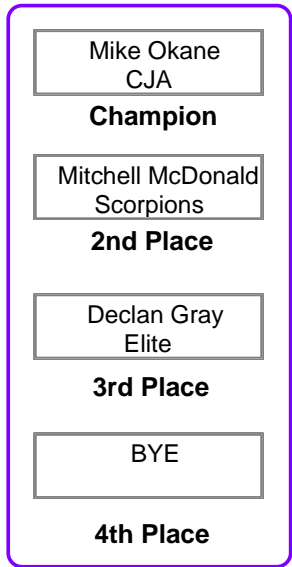 Mike Okane
CJA
Champion
Mitchell McDonald
Scorpions
2nd Place
Declan Gray
Elite
3rd Place
BYE
4th Place